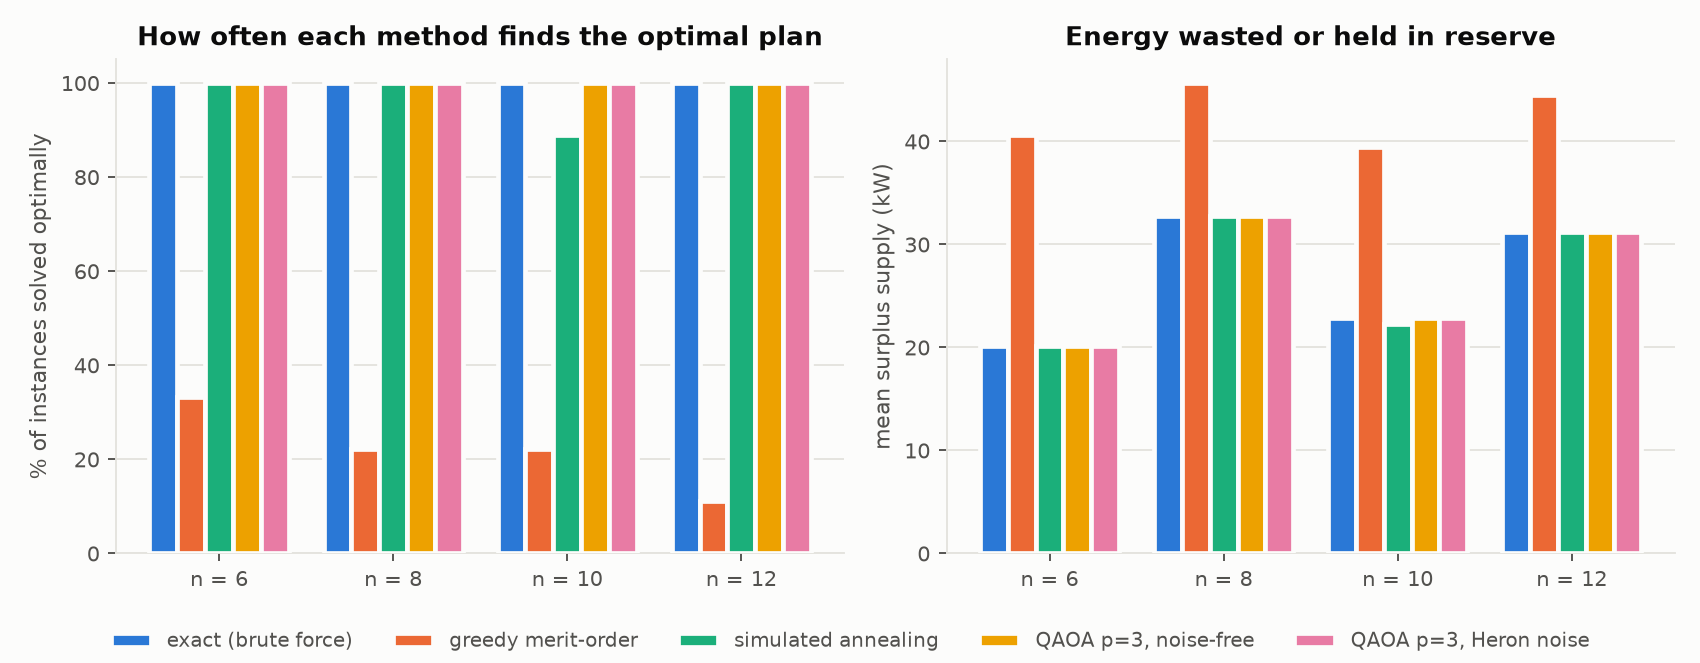 How often each method finds the optimal plan
% of instances solved optimally
100
80
60
40
20
0
n = 6
n = 8
n = 10
n = 12
Energy wasted or held in reserve
mean surplus supply (kW)
40
30
20
10
0
n = 6
n = 8
n = 10
n = 12
exact (brute force)
greedy merit-order
simulated annealing
QAOA p=3, noise-free
QAOA p=3, Heron noise